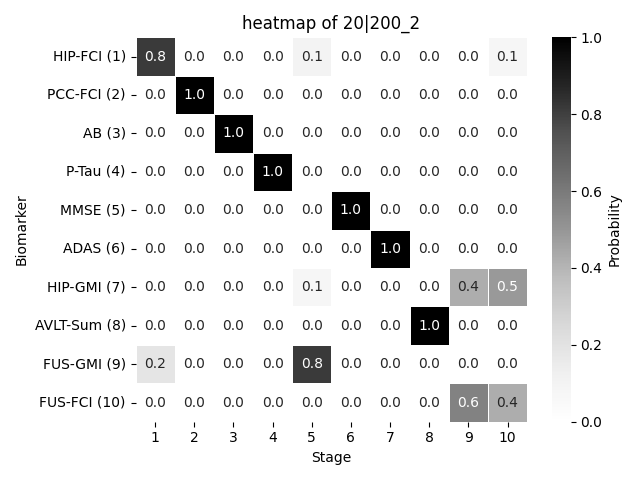 heatmap of 20|200_2
HIP-FCI (1) 0.8 0.0 0.0 0.0 0.1 0.0 0.0 0.0 0.0 0.1
PCC-FCI (2) 0.0 1.0 0.0 0.0 0.0 0.0 0.0 0.0 0.0 0.0
AB (3) 0.0 0.0 1.0 0.0 0.0 0.0 0.0 0.0 0.0 0.0
P-Tau (4) 0.0 0.0 0.0 1.0 0.0 0.0 0.0 0.0 0.0 0.0
MMSE (5) 0.0 0.0 0.0 0.0 0.0 1.0 0.0 0.0 0.0 0.0
ADAS (6) 0.0 0.0 0.0 0.0 0.0 0.0 1.0 0.0 0.0 0.0
HIP-GMI (7) 0.0 0.0 0.0 0.0 0.1 0.0 0.0 0.0 0.4 0.5
AVLT-Sum (8) 0.0 0.0 0.0 0.0 0.0 0.0 0.0 1.0 0.0 0.0
FUS-GMI (9) 0.2 0.0 0.0 0.0 0.8 0.0 0.0 0.0 0.0 0.0
FUS-FCI (10) 0.0 0.0 0.0 0.0 0.0 0.0 0.0 0.0 0.6 0.4
1 2 3 4 5 6 7 8 9 10
Stage
Biomarker
1.0
0.8
0.6
0.4
0.2
0.0
Probability